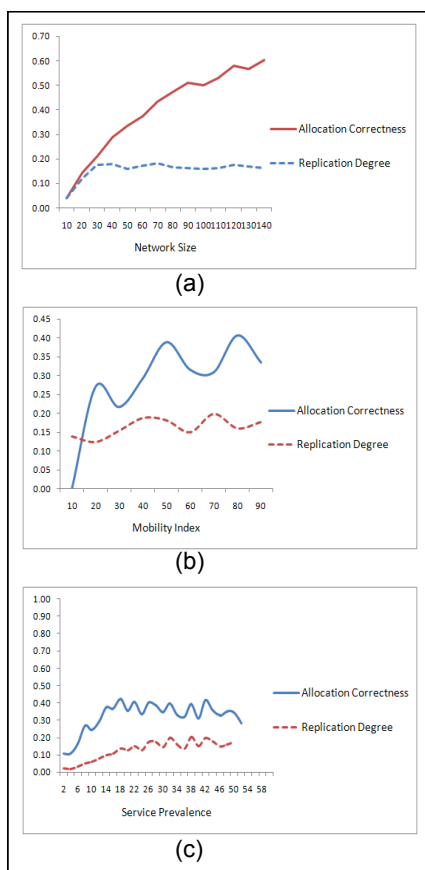 0.70
0.60
0.50
0.40
0.30
0.20
0.10
0.00
10 20 30 40 50 60 70 80 90 100 110 120 130 140
Network Size
Allocation Correctness
Replication Degree
(a)
0.45
0.40
0.35
0.30
0.25
0.20
0.15
0.10
0.05
0.00
10 20 30 40 50 60 70 80 90
Mobility Index
Allocation Correctness
Replication Degree
(b)
1.00
0.90
0.80
0.70
0.60
0.50
0.40
0.30
0.20
0.10
0.00
2 6 10 14 18 22 26 30 34 38 42 46 50 54 58
Service Prevalence
Allocation Correctness
Replication Degree
(c)